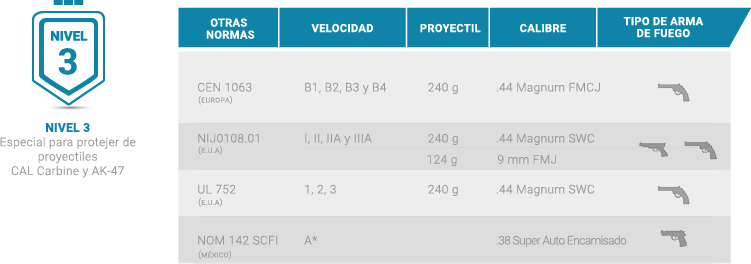 NIVEL
3
NIVEL 3
Especial para protejer de
proyectiles
CAL Carbine y AK-47
OTRAS NORMAS VELOCIDAD PROYECTIL CALIBRE TIPO DE ARMA DE FUEGO
CEN 1063 B1, B2, B3 y B4 240 g .44 Magnum FMCJ
(EUROPA)
NIJ0108.01 I, II, IIA y IIIA 240 g .44 Magnum SWC
(E.U.A)
124 g 9 mm FMJ
UL 752 1, 2, 3 240 g .44 Magnum SWC
(E.U.A)
NOM 142 SCFI A* .38 Super Auto Encamisado
(MÉXICO)